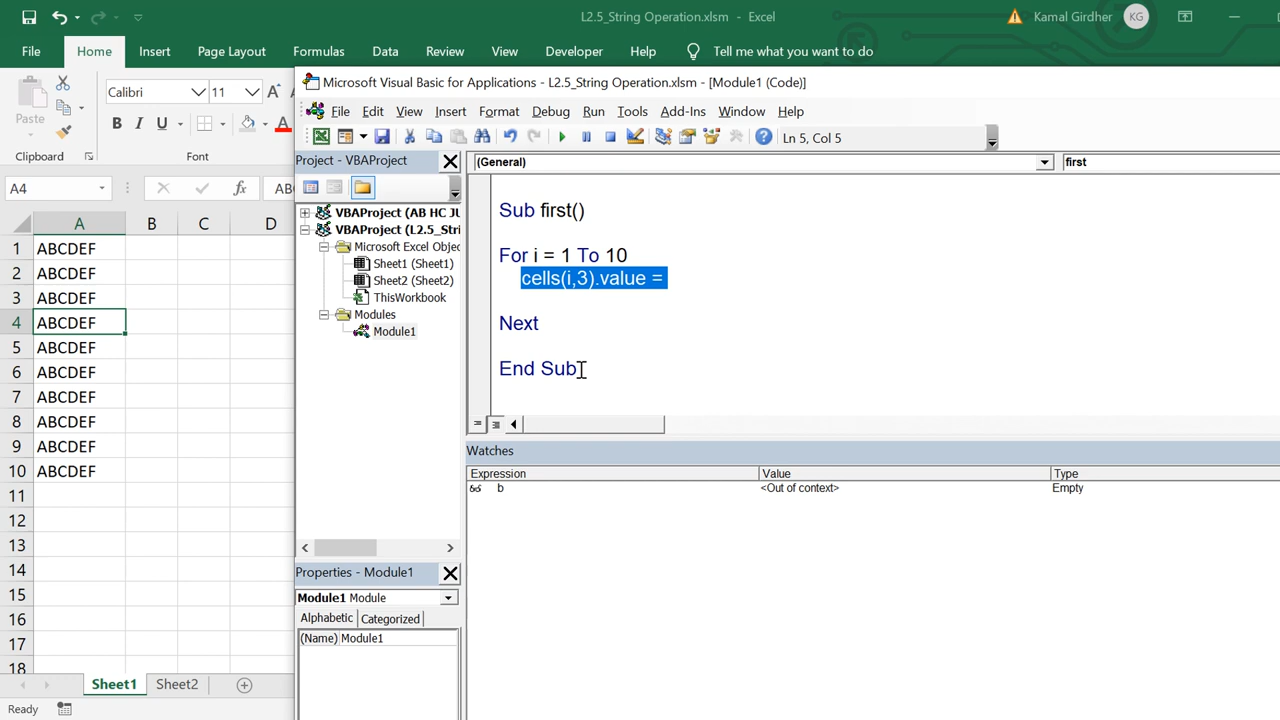 L2.5_String Operation.xlsm - Excel
Kamal Girdher
KG
File Home Insert Page Layout Formulas Data Review View Developer Help Tell me what you want to do
Microsoft Visual Basic for Applications - L2.5_String Operation.xlsm - [Module1 (Code)]
File Edit View Insert Format Debug Run Tools Add-Ins Window Help
Paste
Calibri 11
B I U
Clipboard Font
Ln 5, Col 5
Project - VBAProject
(General) first
A4
fx
VBAProject (AB HC JU
VBAProject (L2.5_Stri
Microsoft Excel Objec
Sheet1 (Sheet1)
Sheet2 (Sheet2)
ThisWorkbook
Modules
Module1
Sub first()
For i = 1 To 10
cells(i,3).value =
Next
End Sub
A B C D
1 ABCDEF
2 ABCDEF
3 ABCDEF
4 ABCDEF
5 ABCDEF
6 ABCDEF
7 ABCDEF
8 ABCDEF
9 ABCDEF
10 ABCDEF
11
12
13
14
15
16
17
18
Watches
Expression Value Type
b <Out of context> Empty
Properties - Module1
Module1 Module
Alphabetic Categorized
(Name) Module1
Sheet1 Sheet2
Ready